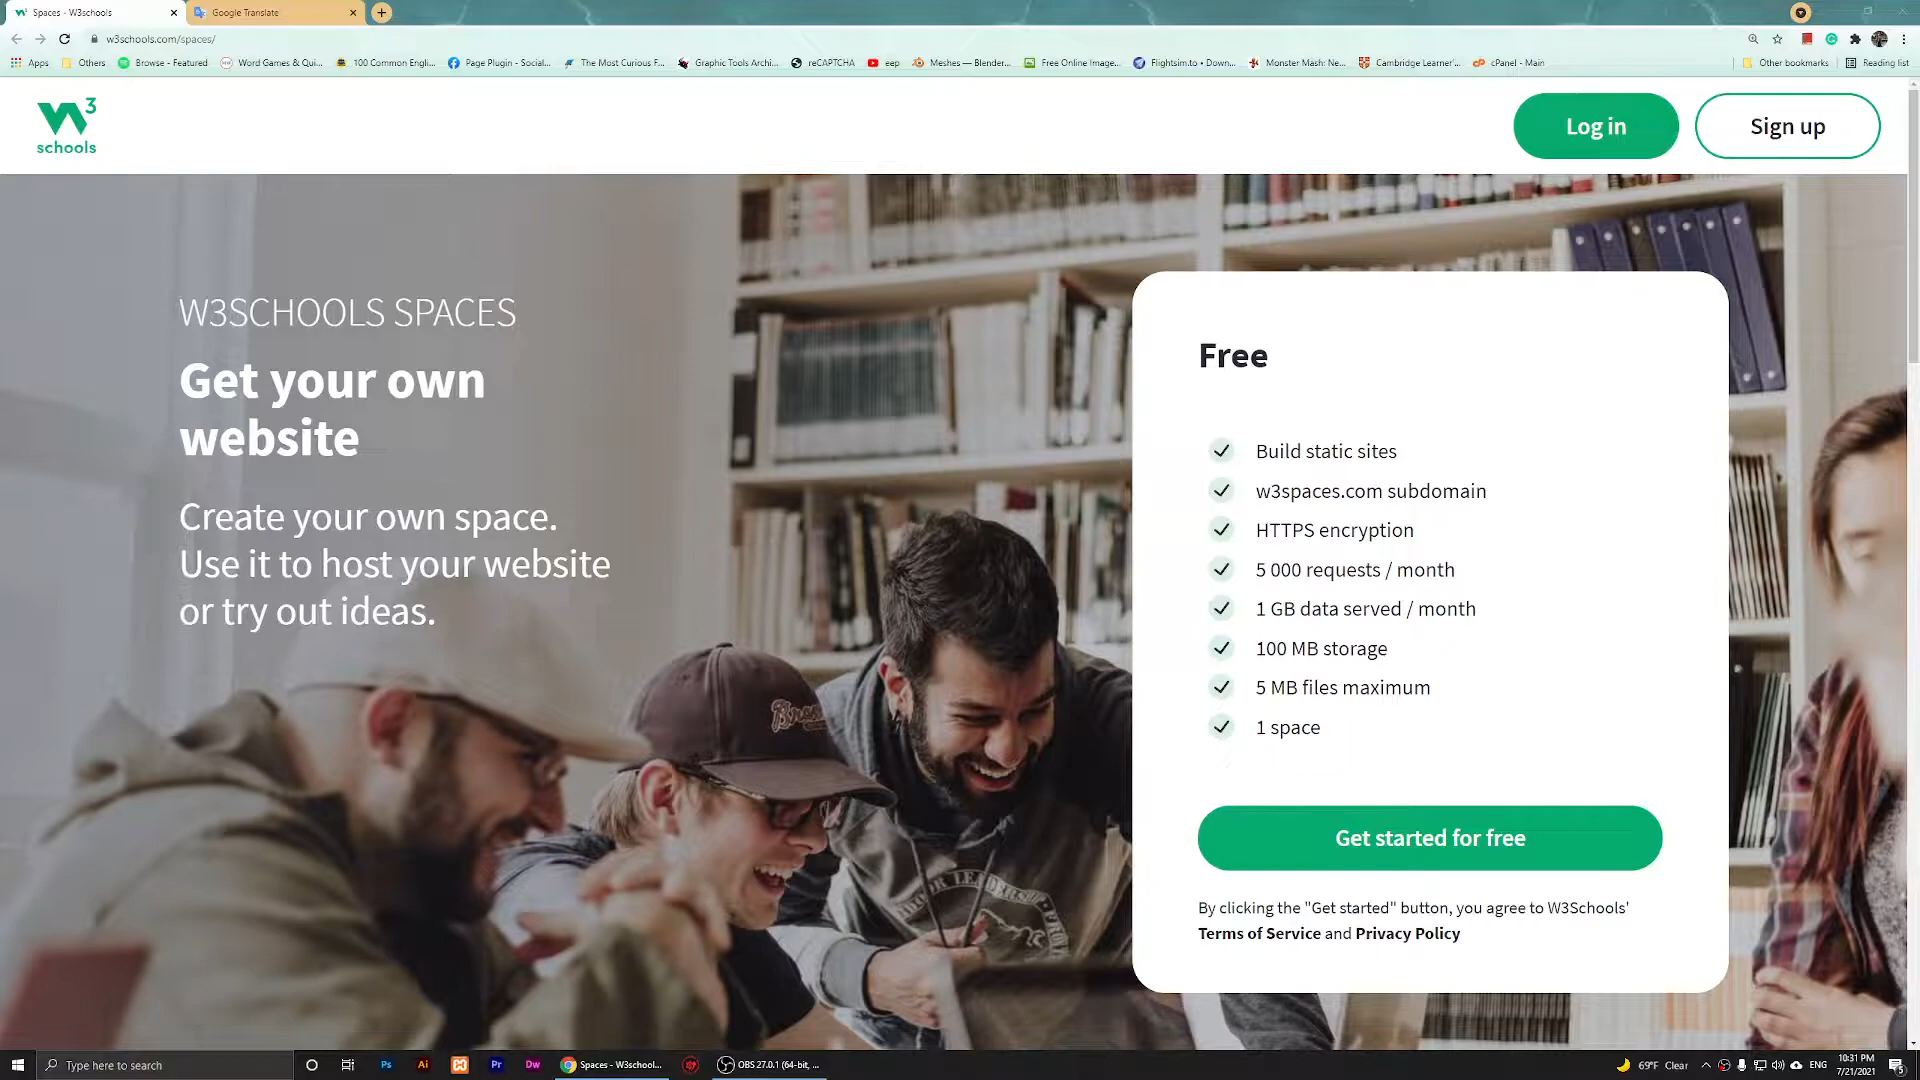 Spaces - W3schools
Google Translate
w3schools.com/spaces/
Apps
Others
Browse - Featured
Word Games & Qui...
100 Common Engli...
Page Plugin - Social...
The Most Curious F...
Graphic Tools Archi...
reCAPTCHA
eep
Meshes — Blender...
Free Online Image...
Flightsim.to • Down...
Monster Mash: Ne...
Cambridge Learner'...
cPanel - Main
Other bookmarks
Reading list
W3
schools
Log in
Sign up
W3SCHOOLS SPACES
Get your own
website
Create your own space.
Use it to host your website
or try out ideas.
Free
Build static sites
w3spaces.com subdomain
HTTPS encryption
5 000 requests / month
1 GB data served / month
100 MB storage
5 MB files maximum
1 space
Get started for free
By clicking the "Get started" button, you agree to W3Schools'
Terms of Service and Privacy Policy
Type here to search
Ps
Ai
Pr
Dw
Spaces - W3school...
OBS 27.0.1 (64-bit, ...
69°F Clear
ENG
10:31 PM
7/21/2021
5